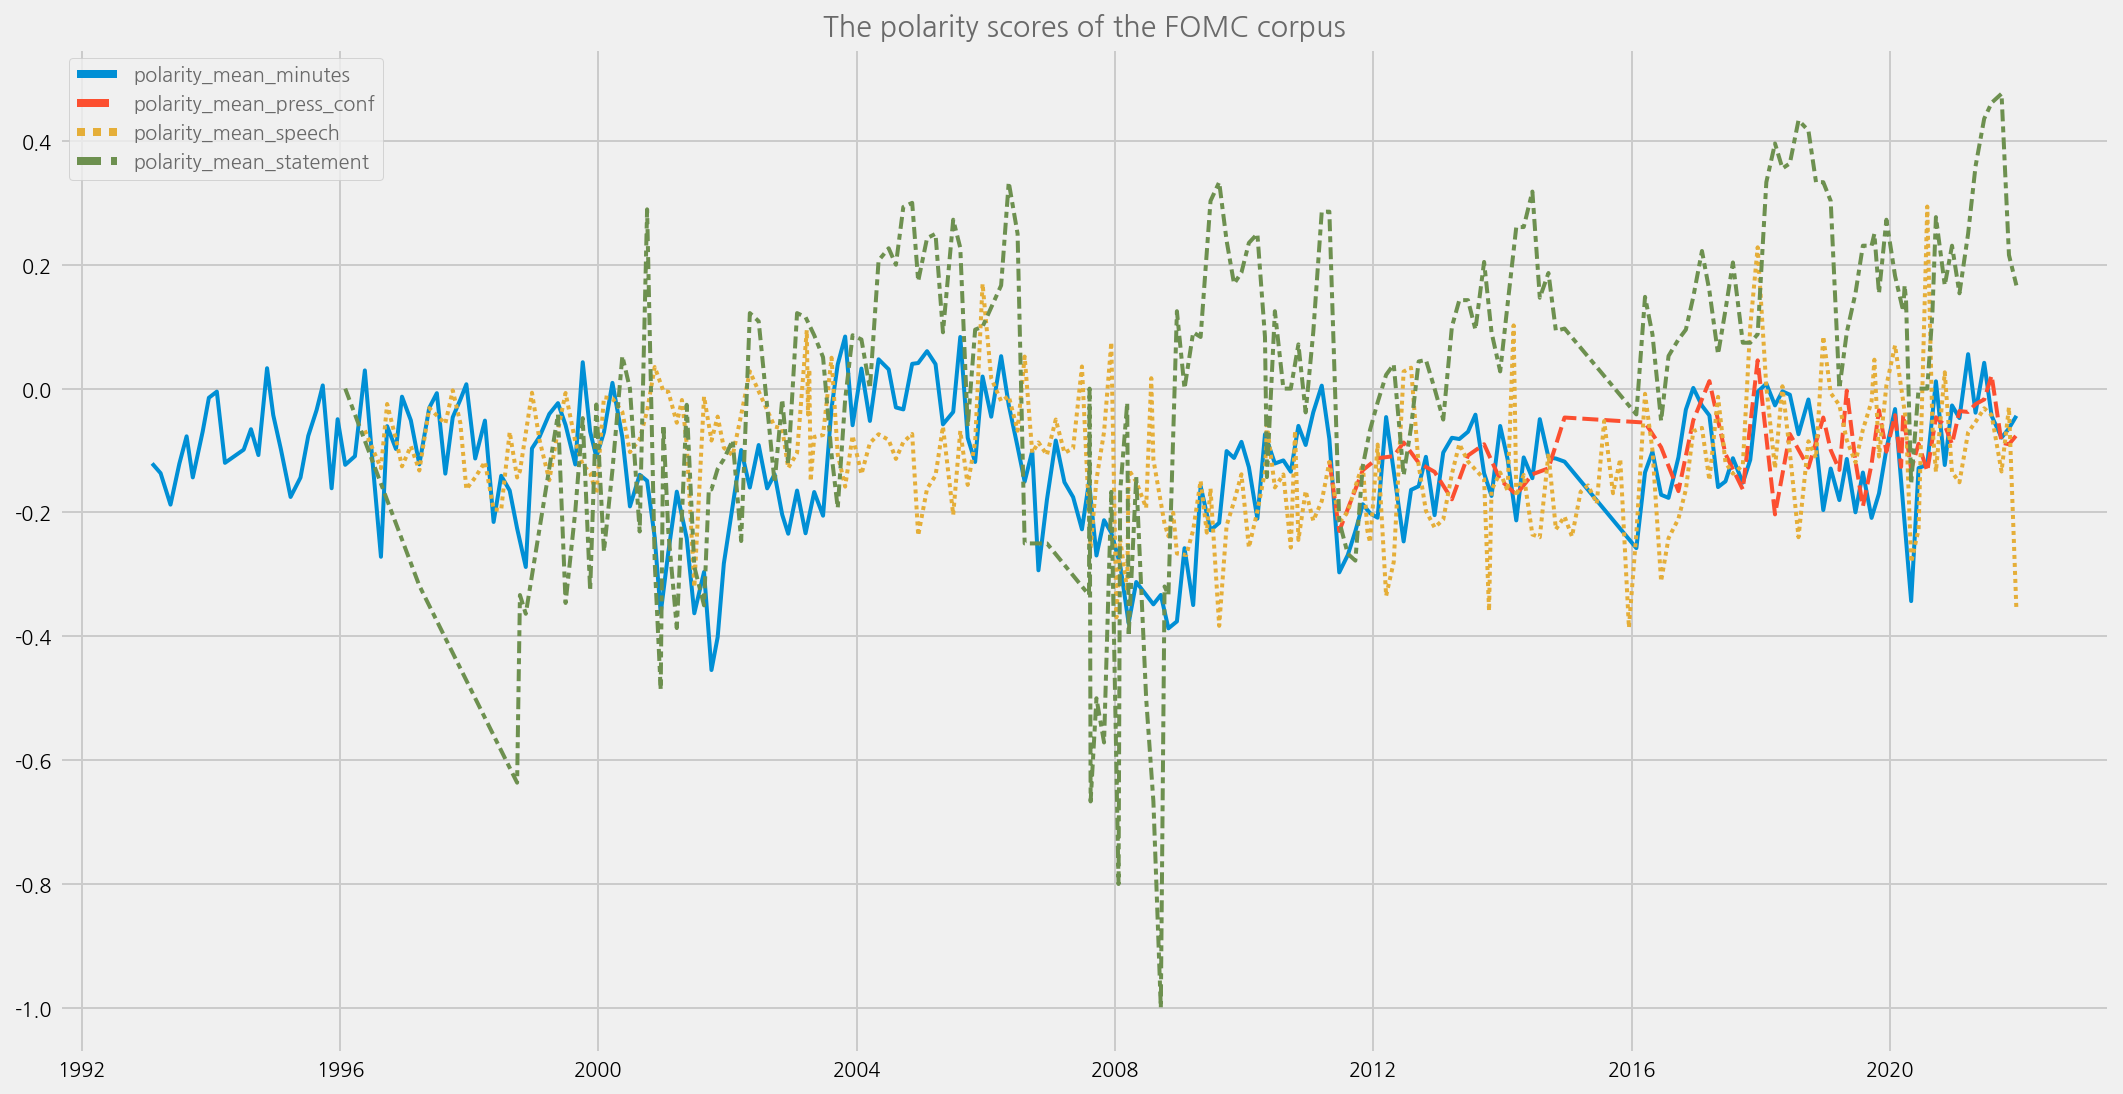 The polarity scores of the FOMC corpus
polarity_mean_minutes
polarity_mean_press_conf
polarity_mean_speech
polarity_mean_statement
0.4
0.2
0.0
-0.2
-0.4
-0.6
-0.8
-1.0
1992 1996 2000 2004 2008 2012 2016 2020